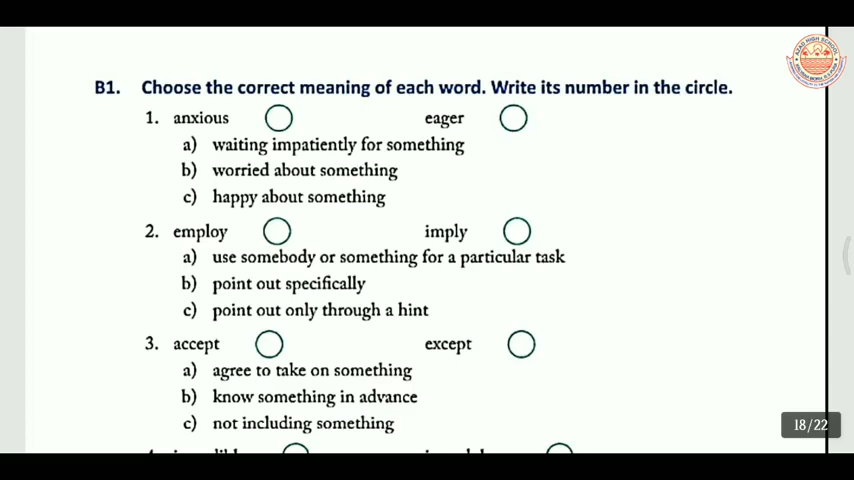 AZAD HIGH SCHOOL
B1. Choose the correct meaning of each word. Write its number in the circle.
1. anxious eager
a) waiting impatiently for something
b) worried about something
c) happy about something
2. employ imply
a) use somebody or something for a particular task
b) point out specifically
c) point out only through a hint
3. accept except
a) agree to take on something
b) know something in advance
c) not including something
18/22